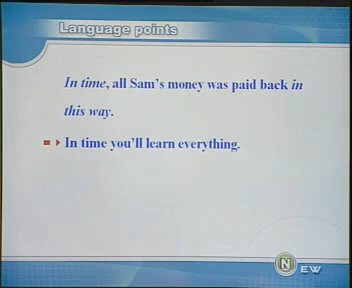 Language points
In time, all Sam's money was paid back in
this way.
In time you'll learn everything.
N EW